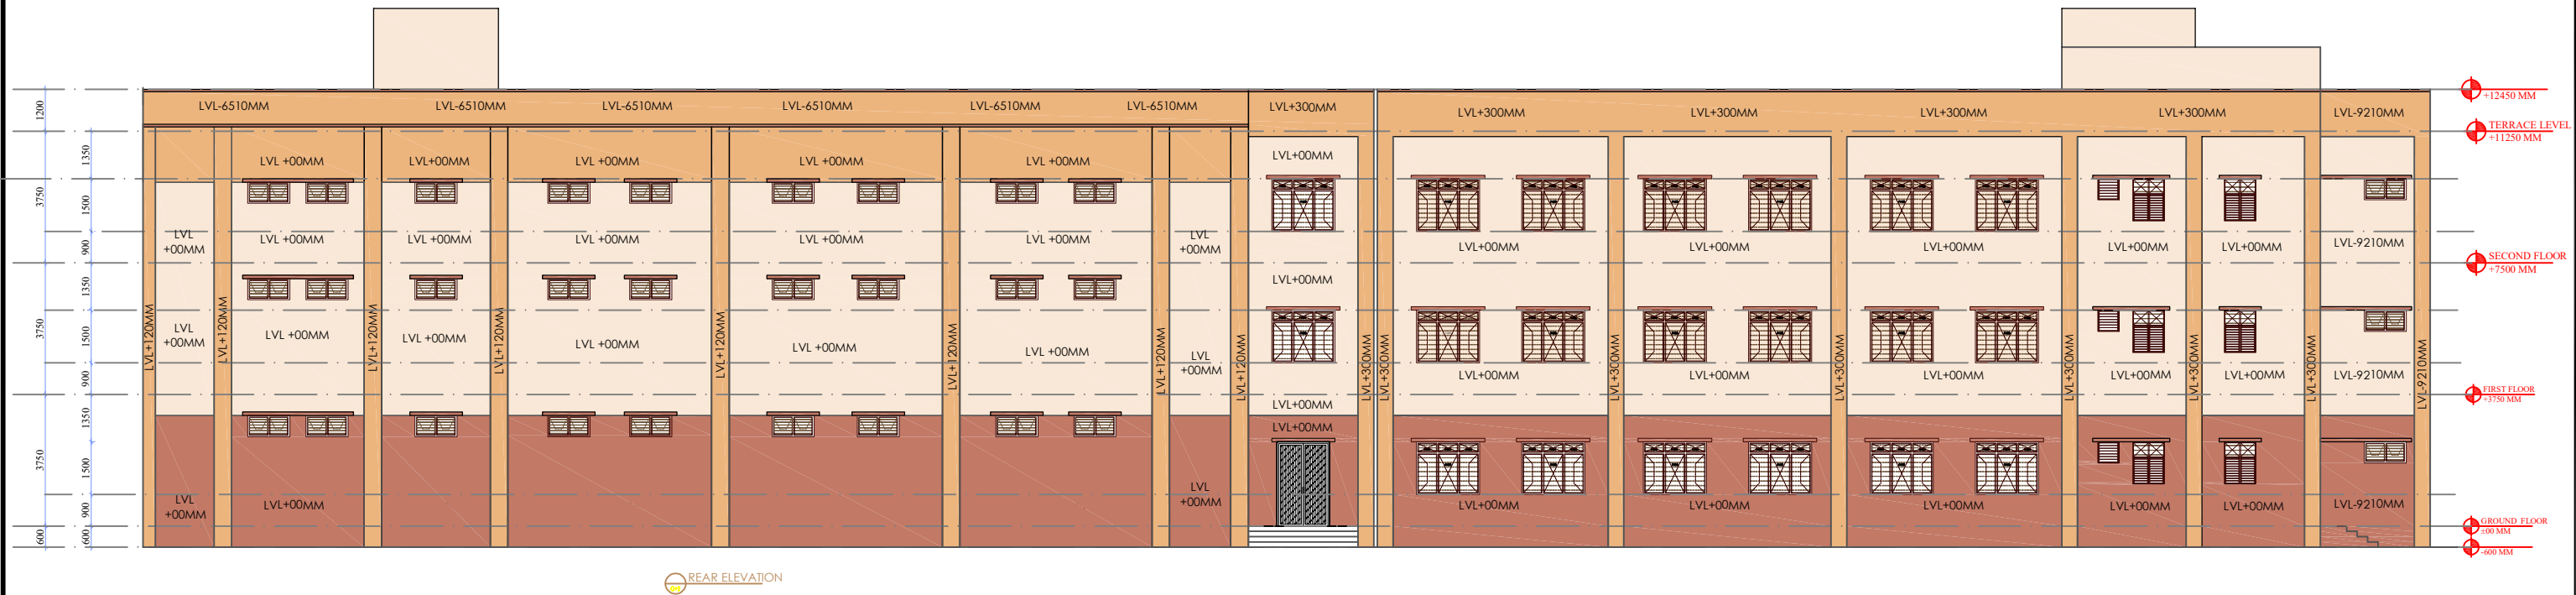 LVL-6510MM LVL-6510MM LVL-6510MM LVL-6510MM LVL-6510MM LVL-6510MM LVL+300MM LVL+300MM LVL+300MM LVL+300MM LVL+300MM LVL-9210MM
+12450 MM
TERRACE LEVEL
+11250 MM
LVL +00MM LVL+00MM LVL +00MM LVL +00MM LVL +00MM LVL+00MM
LVL
+00MM
LVL +00MM LVL+00MM LVL +00MM LVL +00MM LVL +00MM
LVL
+00MM
LVL+00MM LVL+00MM LVL+00MM LVL+00MM LVL+00MM LVL-9210MM
SECOND FLOOR
+7500 MM
LVL+00MM
LVL
+00MM
LVL +00MM LVL +00MM LVL +00MM LVL +00MM LVL +00MM
LVL
+00MM
LVL+00MM LVL+00MM LVL+00MM LVL+00MM LVL+00MM LVL-9210MM
LVL+120MM LVL+120MM LVL+120MM LVL+120MM LVL+120MM LVL+120MM LVL+120MM LVL+120MM LVL+300MM LVL+300MM LVL+300MM LVL+300MM LVL+300MM LVL+300MM LVL+300MM LVL-9210MM
FIRST FLOOR
+3750 MM
LVL+00MM
LVL+00MM
LVL
+00MM
LVL+00MM
LVL
+00MM
LVL+00MM LVL+00MM LVL+00MM LVL+00MM LVL+00MM LVL-9210MM
GROUND FLOOR
±00 MM
-600 MM
1200
3750
3750
3750
600
1350
1500
900
1350
1500
900
1350
1500
900
600
REAR ELEVATION